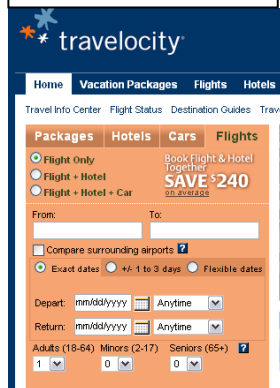 travelocity
Home Vacation Packages Flights Hotels
Travel Info Center Flight Status Destination Guides Trav
Packages Hotels Cars Flights
Flight Only
Flight + Hotel
Flight + Hotel + Car
Book Flight & Hotel
Together
SAVE $240
on average
From: To:
Compare surrounding airports ?
Exact dates +/- 1 to 3 days Flexible dates
Depart: mm/dd/yyyy Anytime
Return: mm/dd/yyyy Anytime
Adults (18-64) Minors (2-17) Seniors (65+) ?
1 0 0